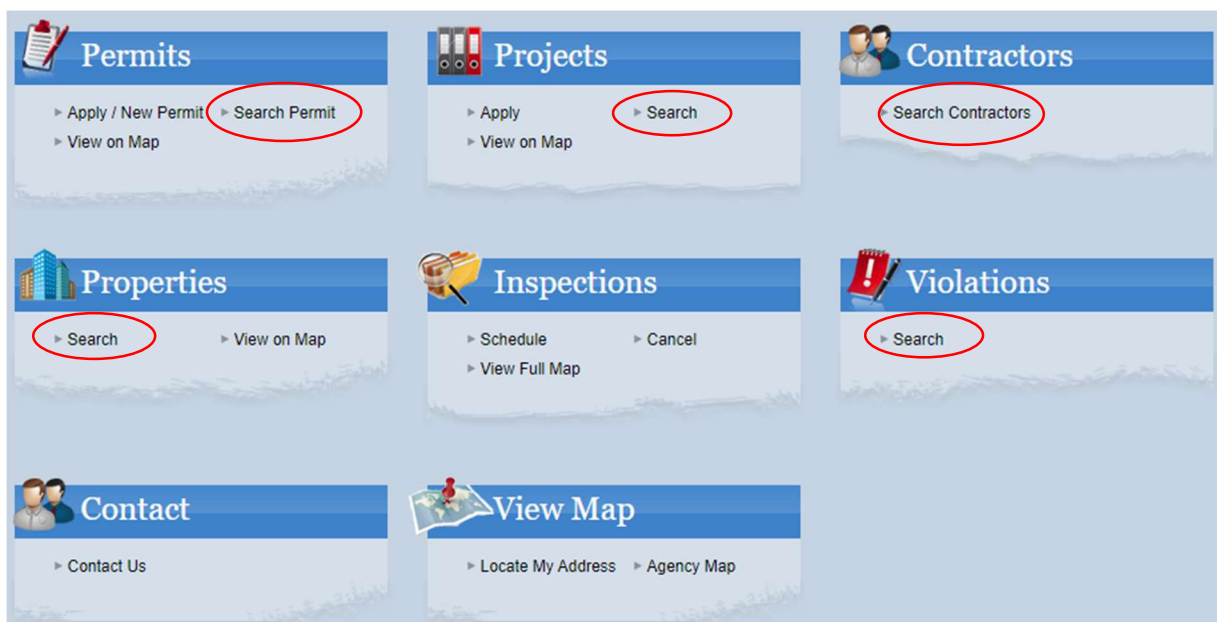 Permits
Apply / New Permit Search Permit
View on Map
Projects
Apply Search
View on Map
Contractors
Search Contractors
Properties
Search View on Map
Inspections
Schedule Cancel
View Full Map
Violations
Search
Contact
Contact Us
View Map
Locate My Address Agency Map